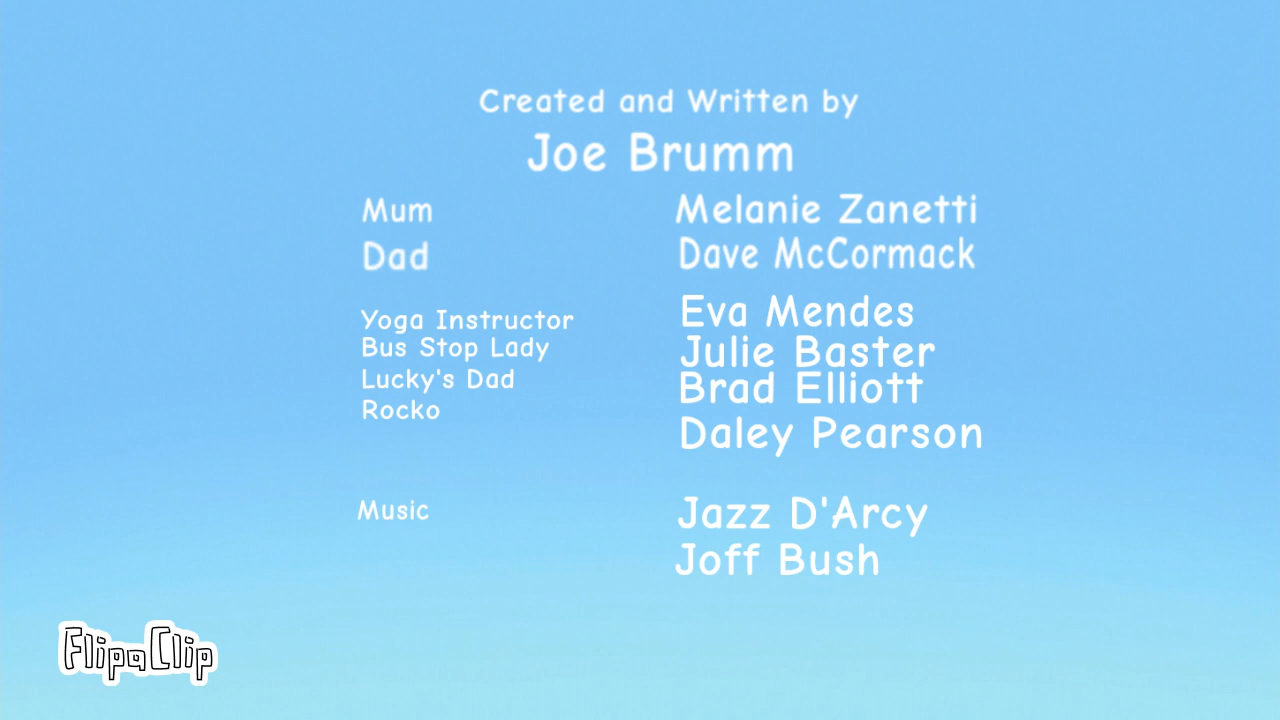 Created and Written by
Joe Brumm
Mum Melanie Zanetti
Dad Dave McCormack
Yoga Instructor Eva Mendes
Bus Stop Lady Julie Baster
Lucky's Dad Brad Elliott
Rocko Daley Pearson
Music Jazz D'Arcy
Joff Bush
FlipaClip